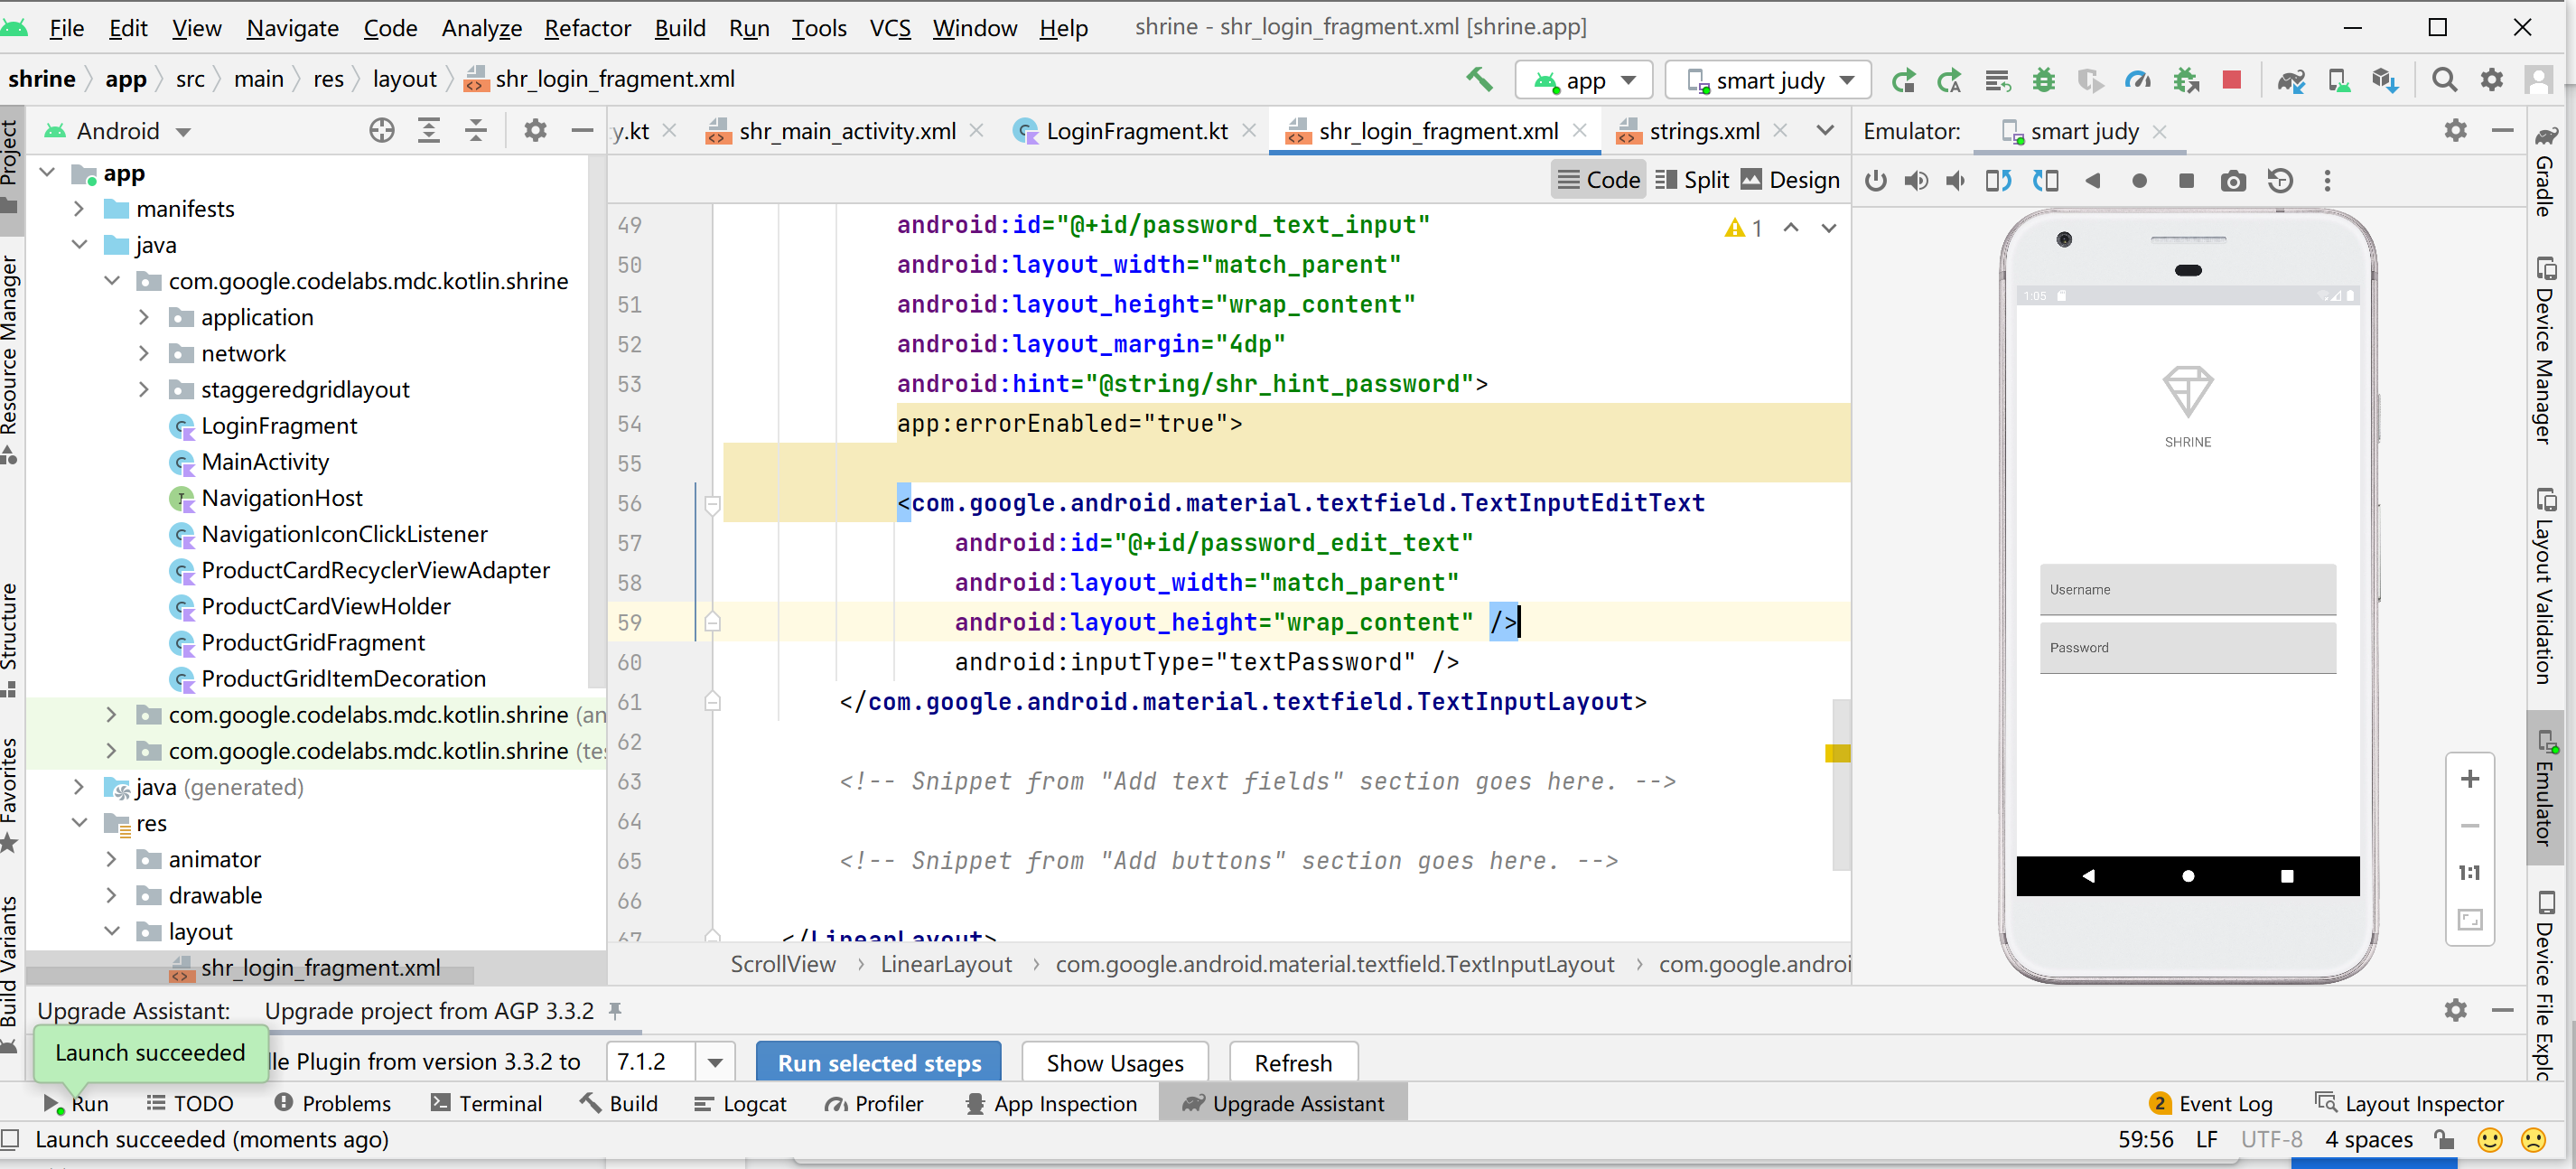 File Edit View Navigate Code Analyze Refactor Build Run Tools VCS Window Help shrine - shr_login_fragment.xml [shrine.app]
shrine app src main res layout shr_login_fragment.xml app smart judy
Project
Resource Manager
Structure
Favorites
Build Variants
Android
app
manifests
java
com.google.codelabs.mdc.kotlin.shrine
application
network
staggeredgridlayout
LoginFragment
MainActivity
NavigationHost
NavigationIconClickListener
ProductCardRecyclerViewAdapter
ProductCardViewHolder
ProductGridFragment
ProductGridItemDecoration
com.google.codelabs.mdc.kotlin.shrine (an
com.google.codelabs.mdc.kotlin.shrine (te
java (generated)
res
animator
drawable
layout
shr_login_fragment.xml
y.kt shr_main_activity.xml LoginFragment.kt shr_login_fragment.xml strings.xml
Code Split Design
1
49 android:id="@+id/password_text_input"
50 android:layout_width="match_parent"
51 android:layout_height="wrap_content"
52 android:layout_margin="4dp"
53 android:hint="@string/shr_hint_password">
54 app:errorEnabled="true">
55
56 <com.google.android.material.textfield.TextInputEditText
57 android:id="@+id/password_edit_text"
58 android:layout_width="match_parent"
59 android:layout_height="wrap_content" />
60 android:inputType="textPassword" />
61 </com.google.android.material.textfield.TextInputLayout>
62
63 <!-- Snippet from "Add text fields" section goes here. -->
64
65 <!-- Snippet from "Add buttons" section goes here. -->
66
67 </LinearLayout>
ScrollView › LinearLayout › com.google.android.material.textfield.TextInputLayout › com.google.androi
Emulator: smart judy
1:05
SHRINE
Username
Password
1:1
Gradle
Device Manager
Layout Validation
Emulator
Device File Explo
Upgrade Assistant: Upgrade project from AGP 3.3.2
Launch succeeded
le Plugin from version 3.3.2 to 7.1.2 Run selected steps Show Usages Refresh
Run TODO Problems Terminal Build Logcat Profiler App Inspection Upgrade Assistant 2 Event Log Layout Inspector
Launch succeeded (moments ago) 59:56 LF UTF-8 4 spaces